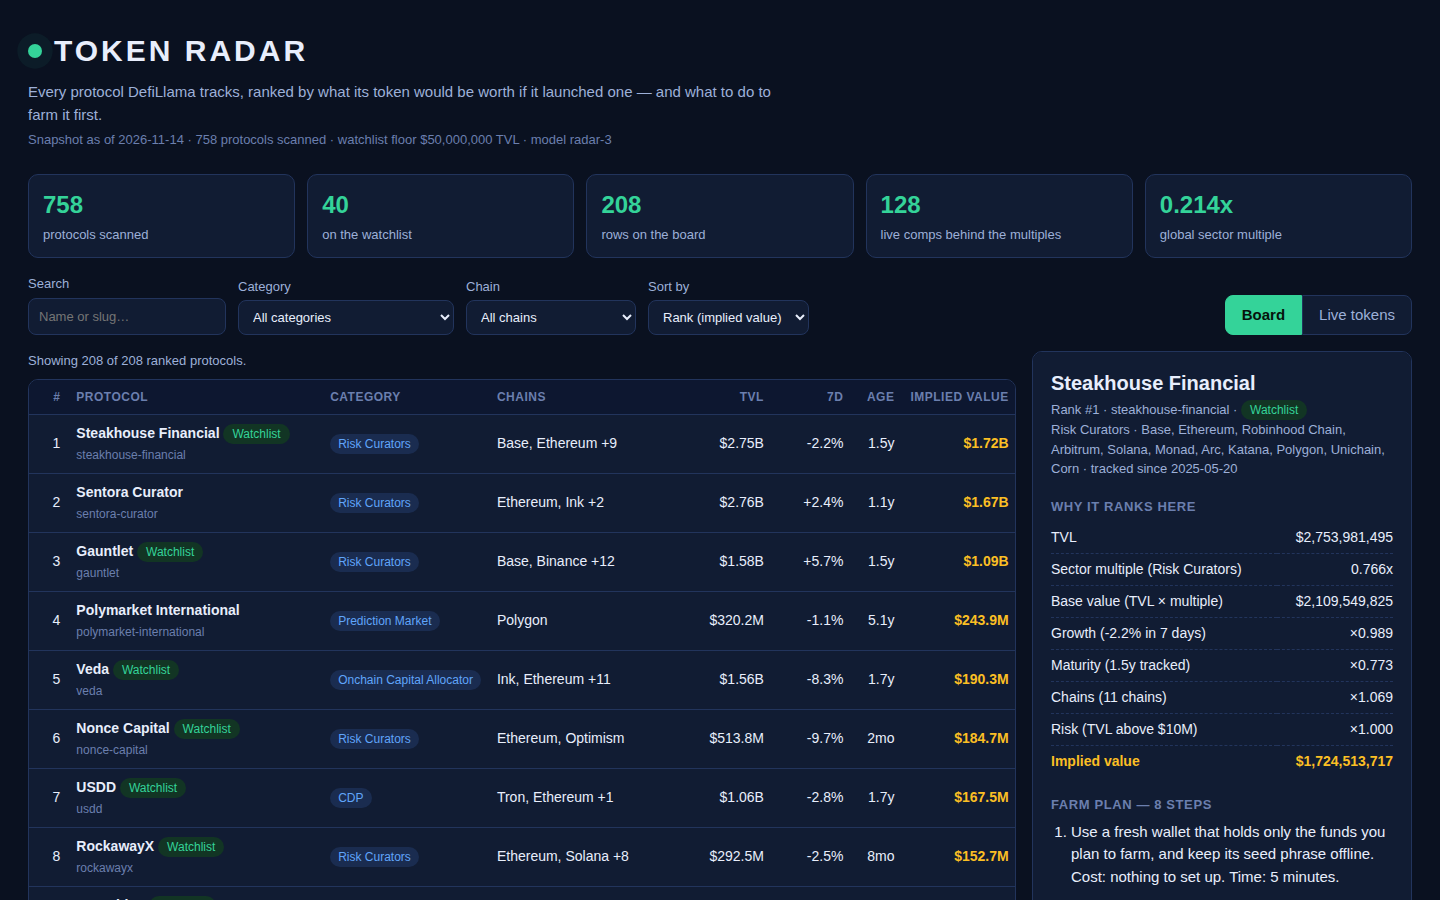 TOKEN RADAR
Every protocol DefiLlama tracks, ranked by what its token would be worth if it launched one — and what to do to
farm it first.
Snapshot as of 2026-11-14 · 758 protocols scanned · watchlist floor $50,000,000 TVL · model radar-3
758
protocols scanned
40
on the watchlist
208
rows on the board
128
live comps behind the multiples
0.214x
global sector multiple
Search
Name or slug…
Category
All categories
Chain
All chains
Sort by
Rank (implied value)
Board
Live tokens
Showing 208 of 208 ranked protocols.
# PROTOCOL CATEGORY CHAINS TVL 7D AGE IMPLIED VALUE
1 Steakhouse Financial Watchlist Risk Curators Base, Ethereum +9 $2.75B -2.2% 1.5y $1.72B
steakhouse-financial
2 Sentora Curator Risk Curators Ethereum, Ink +2 $2.76B +2.4% 1.1y $1.67B
sentora-curator
3 Gauntlet Watchlist Risk Curators Base, Binance +12 $1.58B +5.7% 1.5y $1.09B
gauntlet
4 Polymarket International Prediction Market Polygon $320.2M -1.1% 5.1y $243.9M
polymarket-international
5 Veda Watchlist Onchain Capital Allocator Ink, Ethereum +11 $1.56B -8.3% 1.7y $190.3M
veda
6 Nonce Capital Watchlist Risk Curators Ethereum, Optimism $513.8M -9.7% 2mo $184.7M
nonce-capital
7 USDD Watchlist CDP Tron, Ethereum +1 $1.06B -2.8% 1.7y $167.5M
usdd
8 RockawayX Watchlist Risk Curators Ethereum, Solana +8 $292.5M -2.5% 8mo $152.7M
rockawayx
Steakhouse Financial
Rank #1 · steakhouse-financial · Watchlist
Risk Curators · Base, Ethereum, Robinhood Chain,
Arbitrum, Solana, Monad, Arc, Katana, Polygon, Unichain,
Corn · tracked since 2025-05-20
WHY IT RANKS HERE
TVL $2,753,981,495
Sector multiple (Risk Curators) 0.766x
Base value (TVL × multiple) $2,109,549,825
Growth (-2.2% in 7 days) ×0.989
Maturity (1.5y tracked) ×0.773
Chains (11 chains) ×1.069
Risk (TVL above $10M) ×1.000
Implied value $1,724,513,717
FARM PLAN — 8 STEPS
1. Use a fresh wallet that holds only the funds you
plan to farm, and keep its seed phrase offline.
Cost: nothing to set up. Time: 5 minutes.